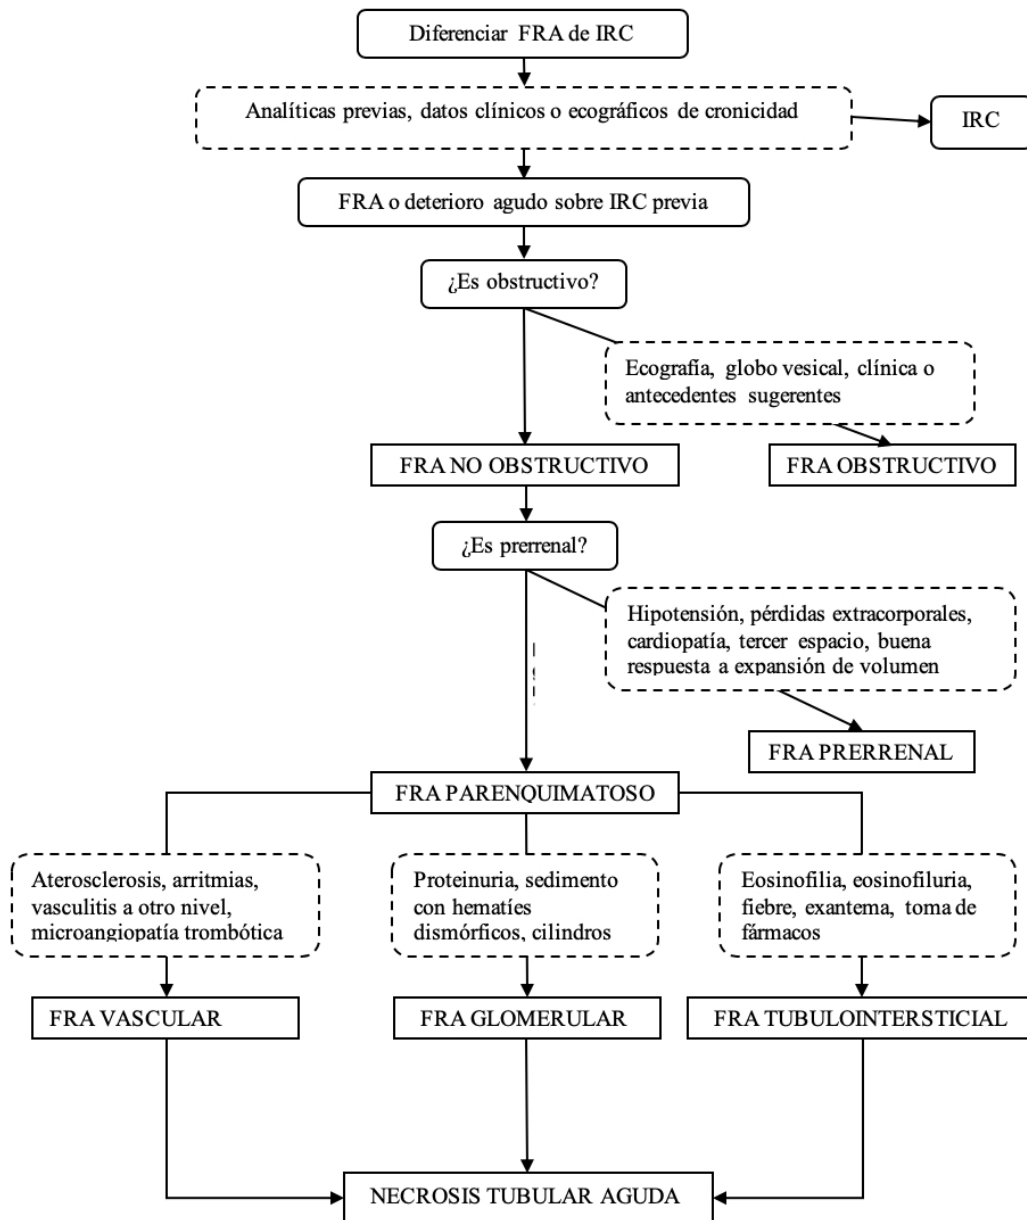 Diferenciar FRA de IRC
Analíticas previas, datos clínicos o ecográficos de cronicidad
IRC
FRA o deterioro agudo sobre IRC previa
¿Es obstructivo?
Ecografía, globo vesical, clínica o
antecedentes sugerentes
FRA NO OBSTRUCTIVO
FRA OBSTRUCTIVO
¿Es prerrenal?
Hipotensión, pérdidas extracorporales,
cardiopatía, tercer espacio, buena
respuesta a expansión de volumen
FRA PRERRENAL
FRA PARENQUIMATOSO
Aterosclerosis, arritmias,
vasculitis a otro nivel,
microangiopatía trombótica
Proteinuria, sedimento
con hematíes
dismórficos, cilindros
Eosinofilia, eosinofiluria,
fiebre, exantema, toma de
fármacos
FRA VASCULAR
FRA GLOMERULAR
FRA TUBULOINTERSTICIAL
NECROSIS TUBULAR AGUDA